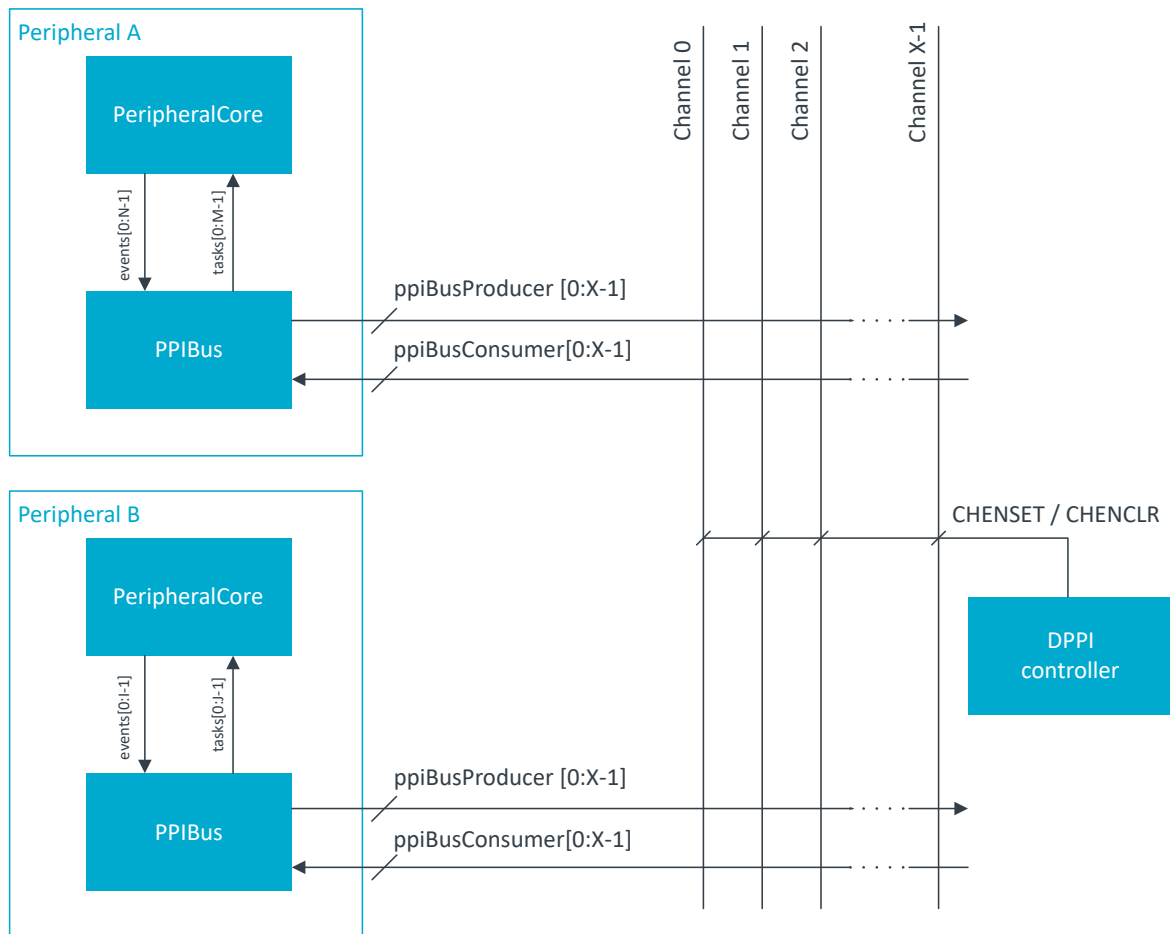 Peripheral A
PeripheralCore
events[0:N-1]
tasks[0:M-1]
PPIBus
ppiBusProducer [0:X-1]
ppiBusConsumer[0:X-1]
Channel 0
Channel 1
Channel 2
Channel X-1
Peripheral B
PeripheralCore
events[0:I-1]
tasks[0:J-1]
PPIBus
ppiBusProducer [0:X-1]
ppiBusConsumer[0:X-1]
CHENSET / CHENCLR
DPPI
controller